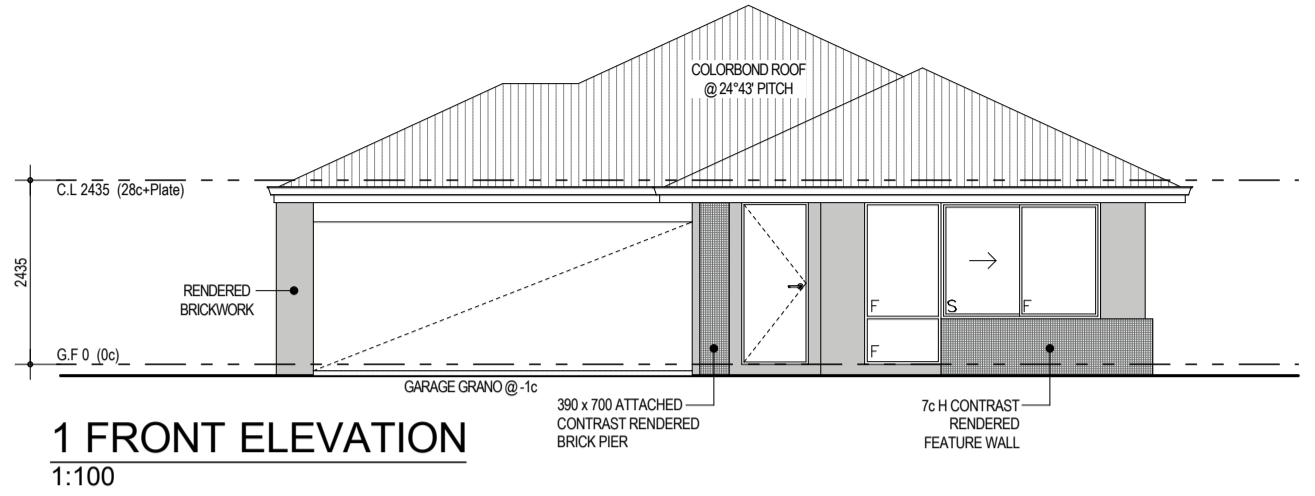 COLORBOND ROOF
@ 24°43' PITCH
C.L 2435 (28c+Plate)
2435
RENDERED
BRICKWORK
F
S
F
F
G.F 0 (0c)
GARAGE GRANO @ -1c
390 x 700 ATTACHED
CONTRAST RENDERED
BRICK PIER
7c H CONTRAST
RENDERED
FEATURE WALL
1 FRONT ELEVATION
1:100